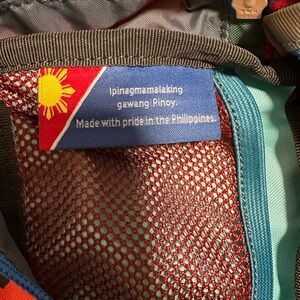 Ipinagmamalaking
gawang Pinoy.
Made with pride in the Philippines.